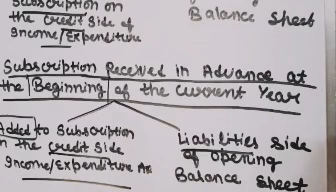 Subscription on
the credit side of
Income/Expenditure
Balance sheet
Subscription Received in Advance at
the Beginning of the current Year
Added to Subscription
the credit side
Income/Expenditure Ac
Liabilities side
of opening
Balance sheet